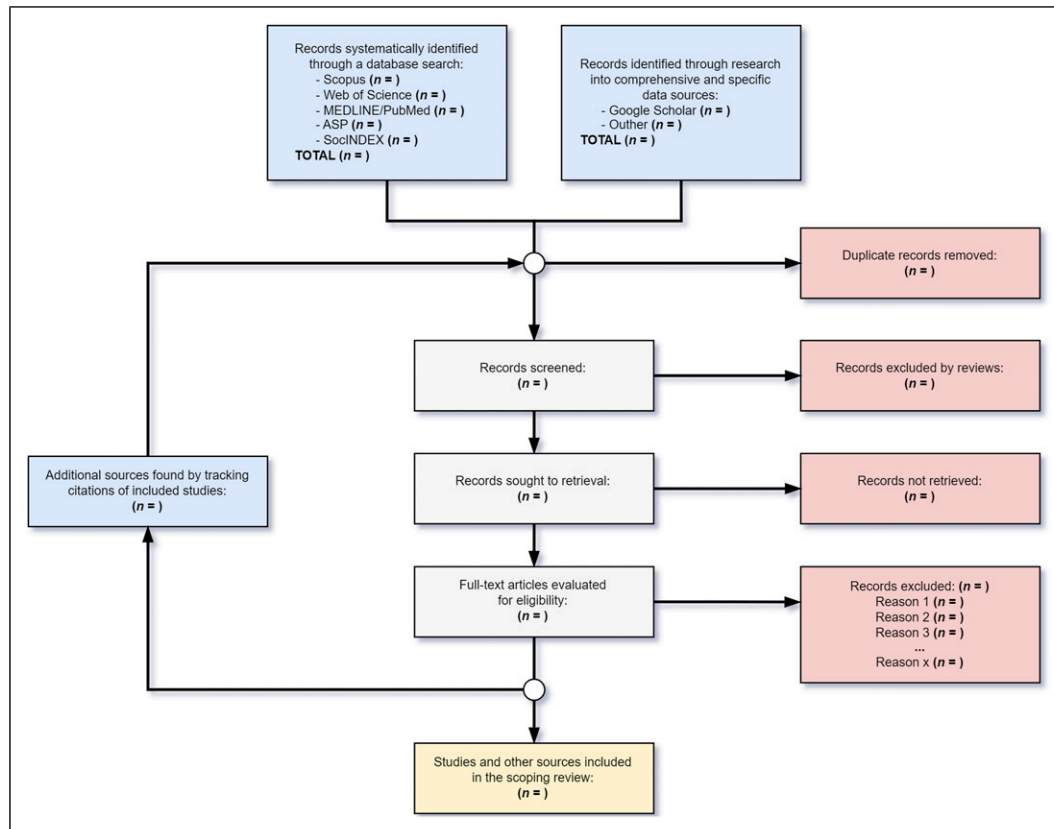 Records systematically identified
through a database search:
- Scopus (n = )
- Web of Science (n = )
- MEDLINE/PubMed (n = )
- ASP (n = )
- SocINDEX (n = )
TOTAL (n = )
Records identified through research
into comprehensive and specific
data sources:
- Google Scholar (n = )
- Outher (n = )
TOTAL (n = )
Duplicate records removed:
(n = )
Records screened:
(n = )
Records excluded by reviews:
(n = )
Additional sources found by tracking
citations of included studies:
(n = )
Records sought to retrieval:
(n = )
Records not retrieved:
(n = )
Full-text articles evaluated
for eligibility:
(n = )
Records excluded: (n = )
Reason 1 (n = )
Reason 2 (n = )
Reason 3 (n = )
...
Reason x (n = )
Studies and other sources included
in the scoping review:
(n = )